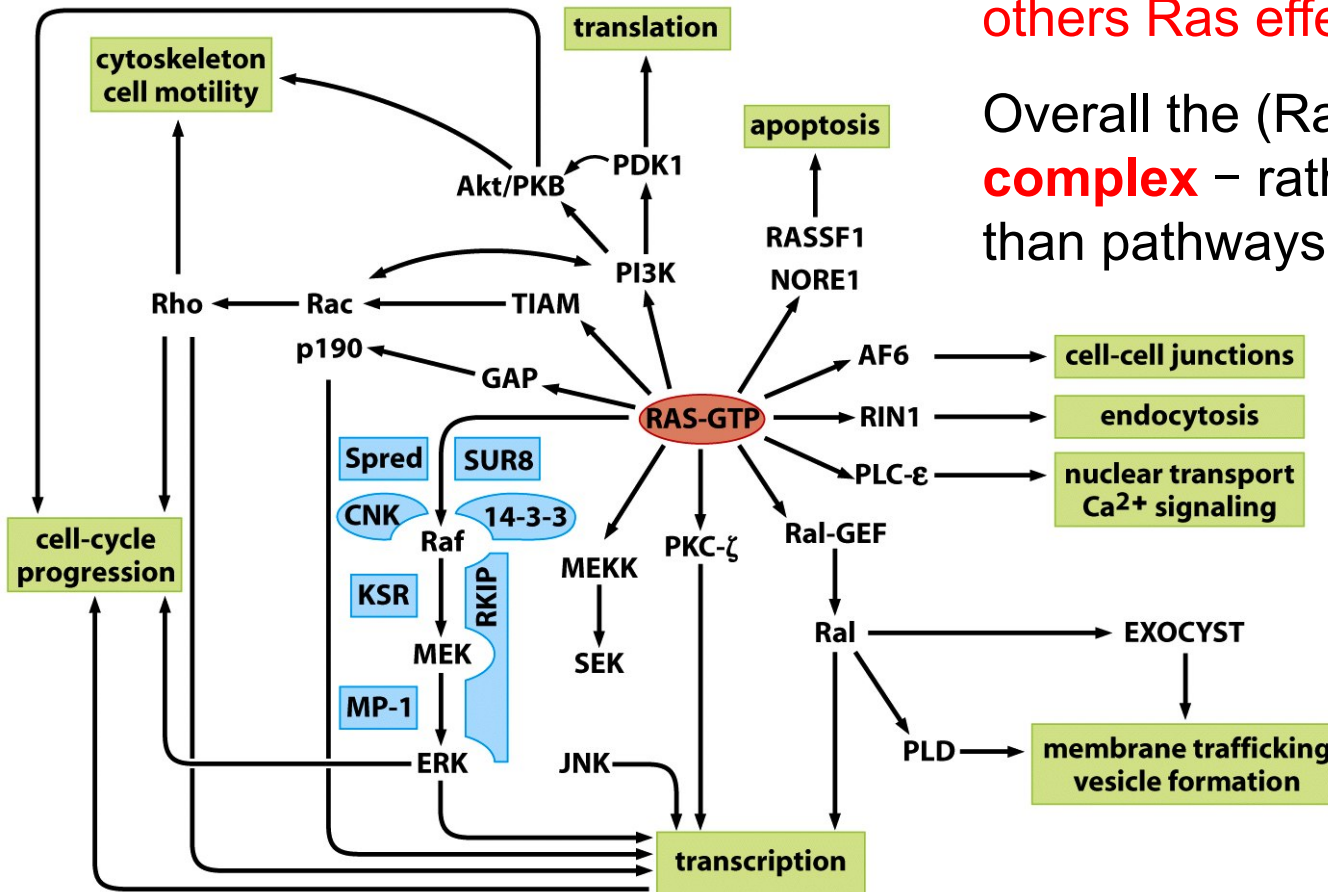 others Ras effe
Overall the (Ra
complex − rath
than pathways
translation
cytoskeleton
cell motility
apoptosis
Akt/PKB
PDK1
RASSF1
NORE1
PI3K
Rho
Rac
TIAM
p190
GAP
AF6
cell-cell junctions
RAS-GTP
RIN1
endocytosis
Spred
SUR8
PLC-ε
nuclear transport
Ca2+ signaling
CNK
14-3-3
Raf
cell-cycle
progression
MEKK
PKC-ζ
Ral-GEF
KSR
RKIP
MEK
SEK
Ral
EXOCYST
MP-1
ERK
JNK
PLD
membrane trafficking
vesicle formation
transcription